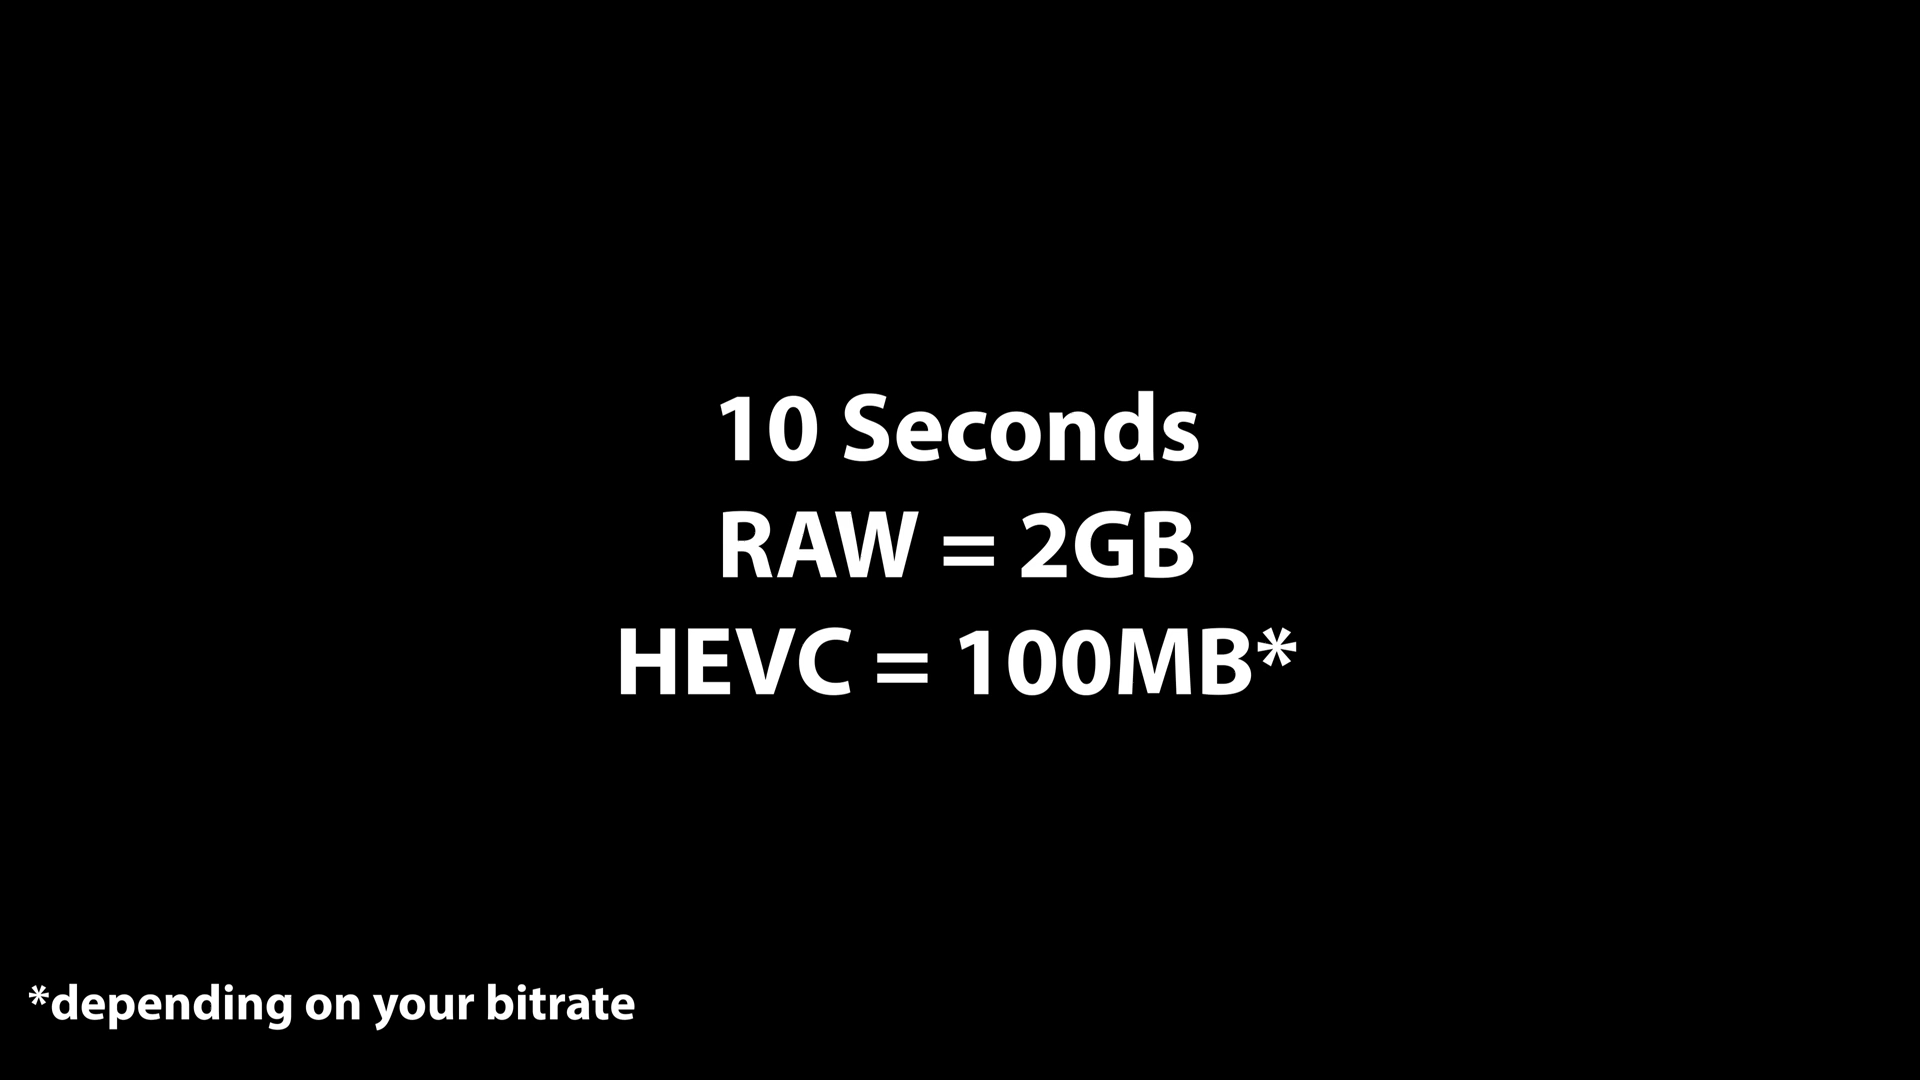 10 Seconds
RAW = 2GB
HEVC = 100MB*
*depending on your bitrate